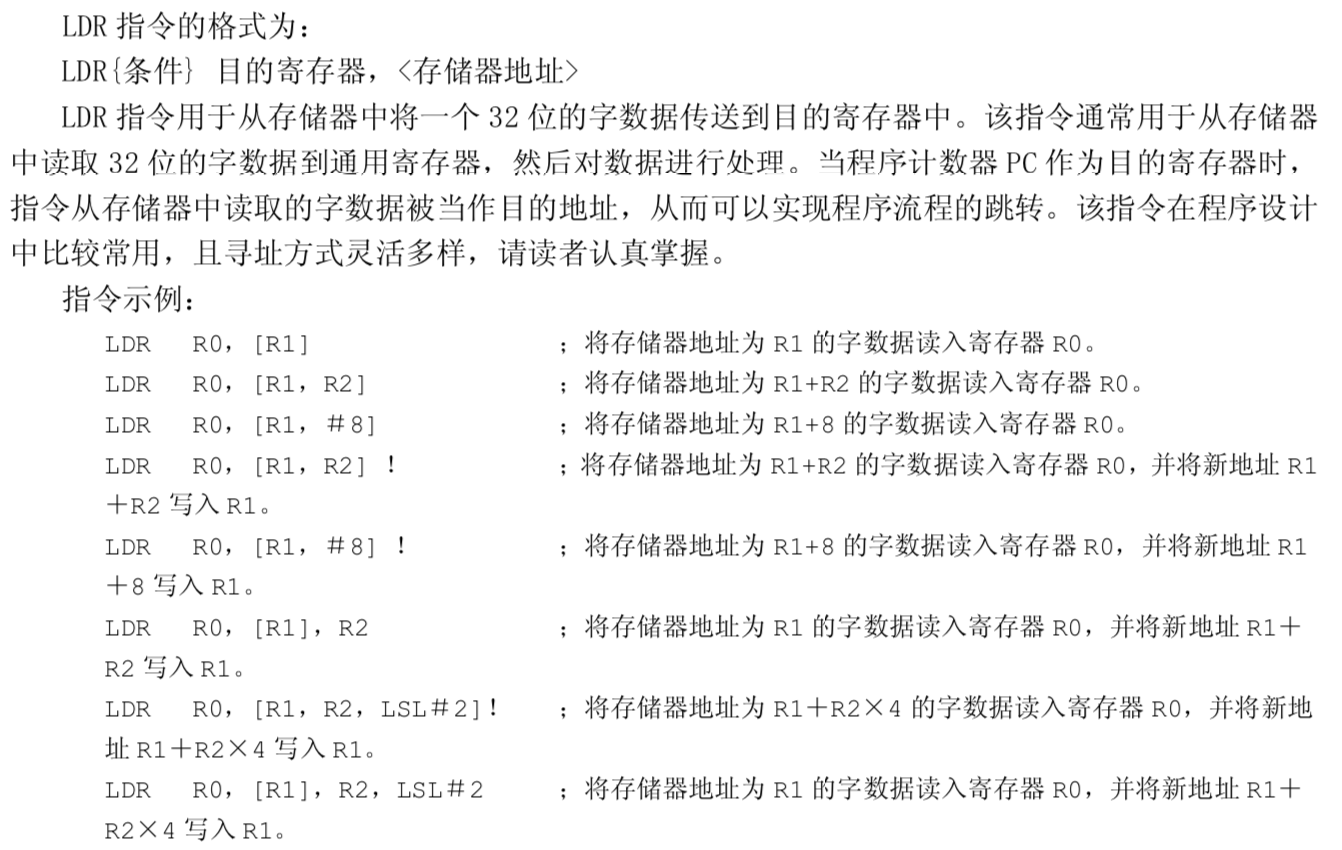 LDR 指令的格式为：
LDR{条件} 目的寄存器，<存储器地址>
LDR 指令用于从存储器中将一个 32 位的字数据传送到目的寄存器中。该指令通常用于从存储器
中读取 32 位的字数据到通用寄存器，然后对数据进行处理。当程序计数器 PC 作为目的寄存器时，
指令从存储器中读取的字数据被当作目的地址，从而可以实现程序流程的跳转。该指令在程序设计
中比较常用，且寻址方式灵活多样，请读者认真掌握。
指令示例：
LDR R0，[R1] ；将存储器地址为 R1 的字数据读入寄存器 R0。
LDR R0，[R1，R2] ；将存储器地址为 R1+R2 的字数据读入寄存器 R0。
LDR R0，[R1，＃8] ；将存储器地址为 R1+8 的字数据读入寄存器 R0。
LDR R0，[R1，R2] ！ ；将存储器地址为 R1+R2 的字数据读入寄存器 R0，并将新地址 R1
＋R2 写入 R1。
LDR R0，[R1，＃8] ！ ；将存储器地址为 R1+8 的字数据读入寄存器 R0，并将新地址 R1
＋8 写入 R1。
LDR R0，[R1]，R2 ；将存储器地址为 R1 的字数据读入寄存器 R0，并将新地址 R1＋
R2 写入 R1。
LDR R0，[R1，R2，LSL＃2]！ ；将存储器地址为 R1＋R2×4 的字数据读入寄存器 R0，并将新地
址 R1＋R2×4 写入 R1。
LDR R0，[R1]，R2，LSL＃2 ；将存储器地址为 R1 的字数据读入寄存器 R0，并将新地址 R1＋
R2×4 写入 R1。